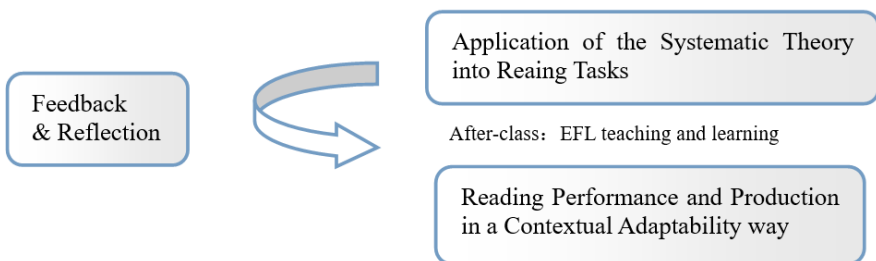 Feedback
& Reflection
Application of the Systematic Theory
into Reaing Tasks
After-class： EFL teaching and learning
Reading Performance and Production
in a Contextual Adaptability way